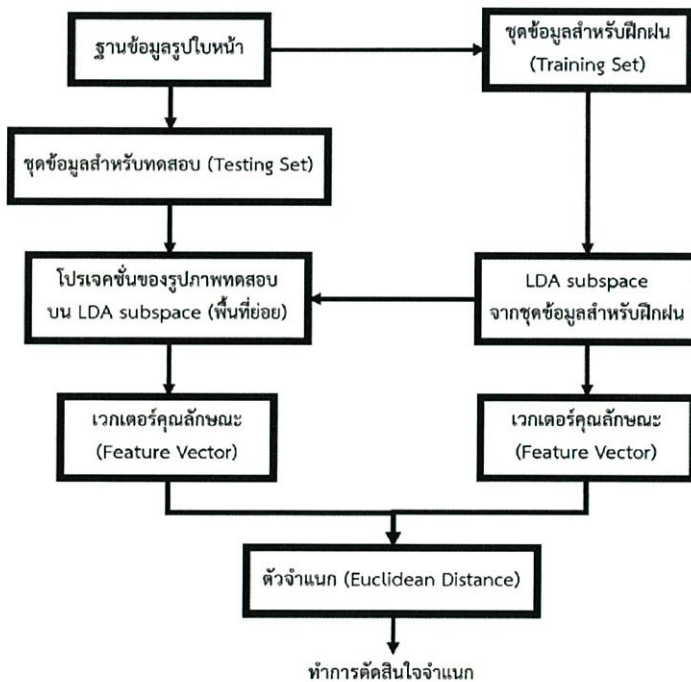 ฐานข้อมูลรูปใบหน้า
ชุดข้อมูลสำหรับฝึกฝน
(Training Set)
ชุดข้อมูลสำหรับทดสอบ (Testing Set)
โปรเจคชั่นของรูปภาพทดสอบ
บน LDA subspace (พื้นที่ย่อย)
LDA subspace
จากชุดข้อมูลสำหรับฝึกฝน
เวกเตอร์คุณลักษณะ
(Feature Vector)
เวกเตอร์คุณลักษณะ
(Feature Vector)
ตัวจำแนก (Euclidean Distance)
ทำการตัดสินใจจำแนก